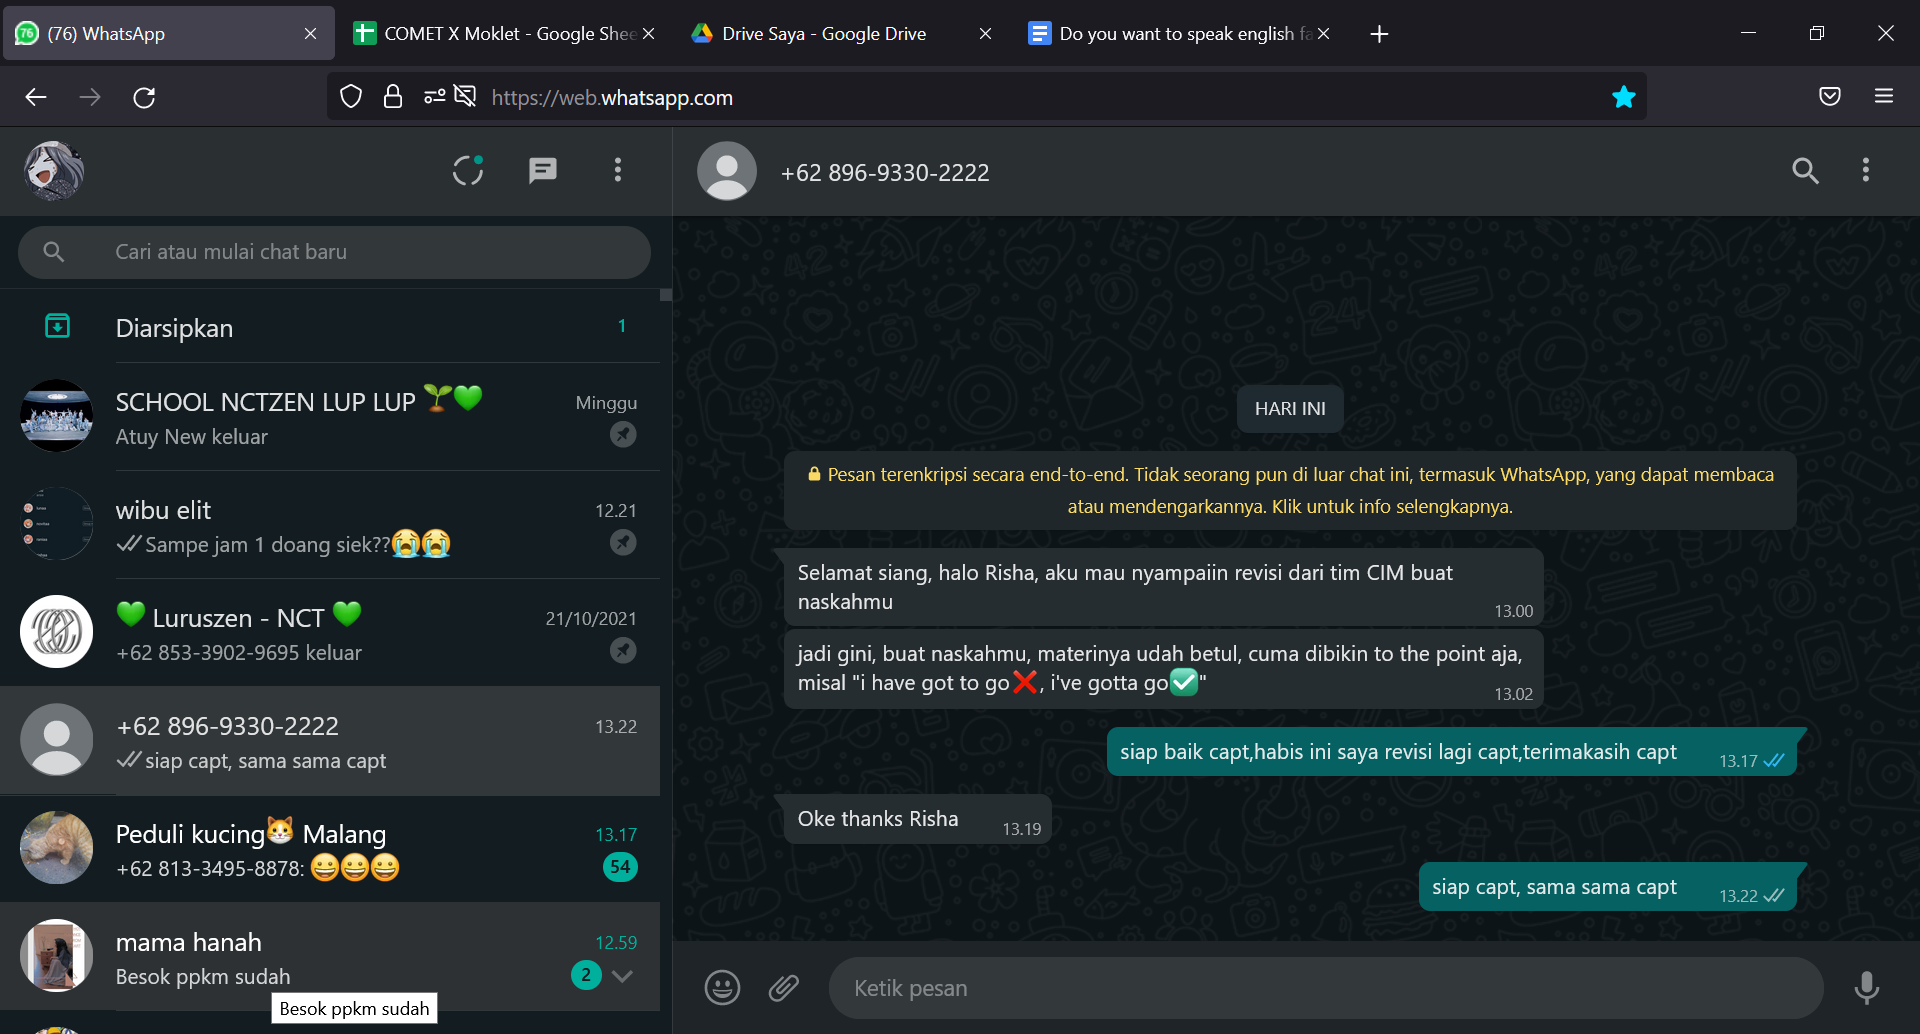 (76) WhatsApp
COMET X Moklet - Google Shee
Drive Saya - Google Drive
Do you want to speak english fa
https://web.whatsapp.com
+62 896-9330-2222
Cari atau mulai chat baru
Diarsipkan
1
SCHOOL NCTZEN LUP LUP 🌱💚
Minggu
Atuy New keluar
wibu elit
12.21
Sampe jam 1 doang siek??😭😭
💚 Luruszen - NCT 💚
21/10/2021
+62 853-3902-9695 keluar
+62 896-9330-2222
13.22
siap capt, sama sama capt
Peduli kucing🐱 Malang
13.17
+62 813-3495-8878: 😀😀😀
54
mama hanah
12.59
Besok ppkm sudah
2
Besok ppkm sudah
HARI INI
Pesan terenkripsi secara end-to-end. Tidak seorang pun di luar chat ini, termasuk WhatsApp, yang dapat membaca
atau mendengarkannya. Klik untuk info selengkapnya.
Selamat siang, halo Risha, aku mau nyampaiin revisi dari tim CIM buat
naskahmu
13.00
jadi gini, buat naskahmu, materinya udah betul, cuma dibikin to the point aja,
misal "i have got to go❌, i've gotta go✅"
13.02
siap baik capt,habis ini saya revisi lagi capt,terimakasih capt
13.17
Oke thanks Risha
13.19
siap capt, sama sama capt
13.22
Ketik pesan